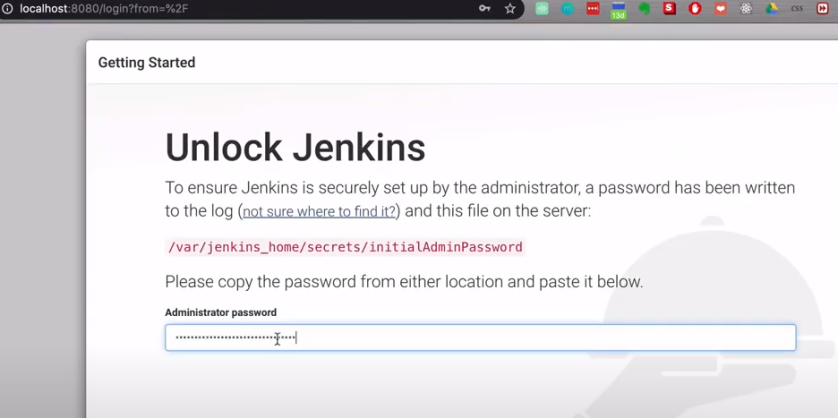 localhost:8080/login?from=%2F
13d
S
CSS
Getting Started
Unlock Jenkins
To ensure Jenkins is securely set up by the administrator, a password has been written
to the log (not sure where to find it?) and this file on the server:
/var/jenkins_home/secrets/initialAdminPassword
Please copy the password from either location and paste it below.
Administrator password